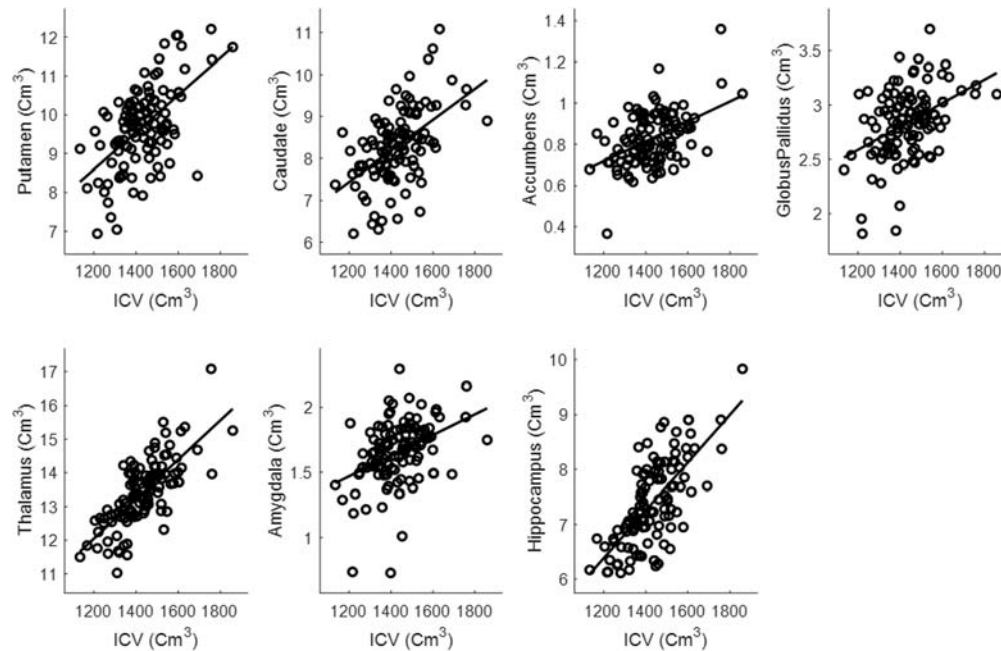 Putamen (Cm³)
12
11
10
9
8
7
1200 1400 1600 1800
ICV (Cm³)
Caudale (Cm³)
11
10
9
8
7
6
1200 1400 1600 1800
ICV (Cm³)
Accumbens (Cm³)
1.4
1.2
1
0.8
0.6
0.4
1200 1400 1600 1800
ICV (Cm³)
GlobusPallidus (Cm³)
3.5
3
2.5
2
1200 1400 1600 1800
ICV (Cm³)
Thalamus (Cm³)
17
16
15
14
13
12
11
1200 1400 1600 1800
ICV (Cm³)
Amygdala (Cm³)
2
1.5
1
1200 1400 1600 1800
ICV (Cm³)
Hippocampus (Cm³)
10
9
8
7
6
1200 1400 1600 1800
ICV (Cm³)